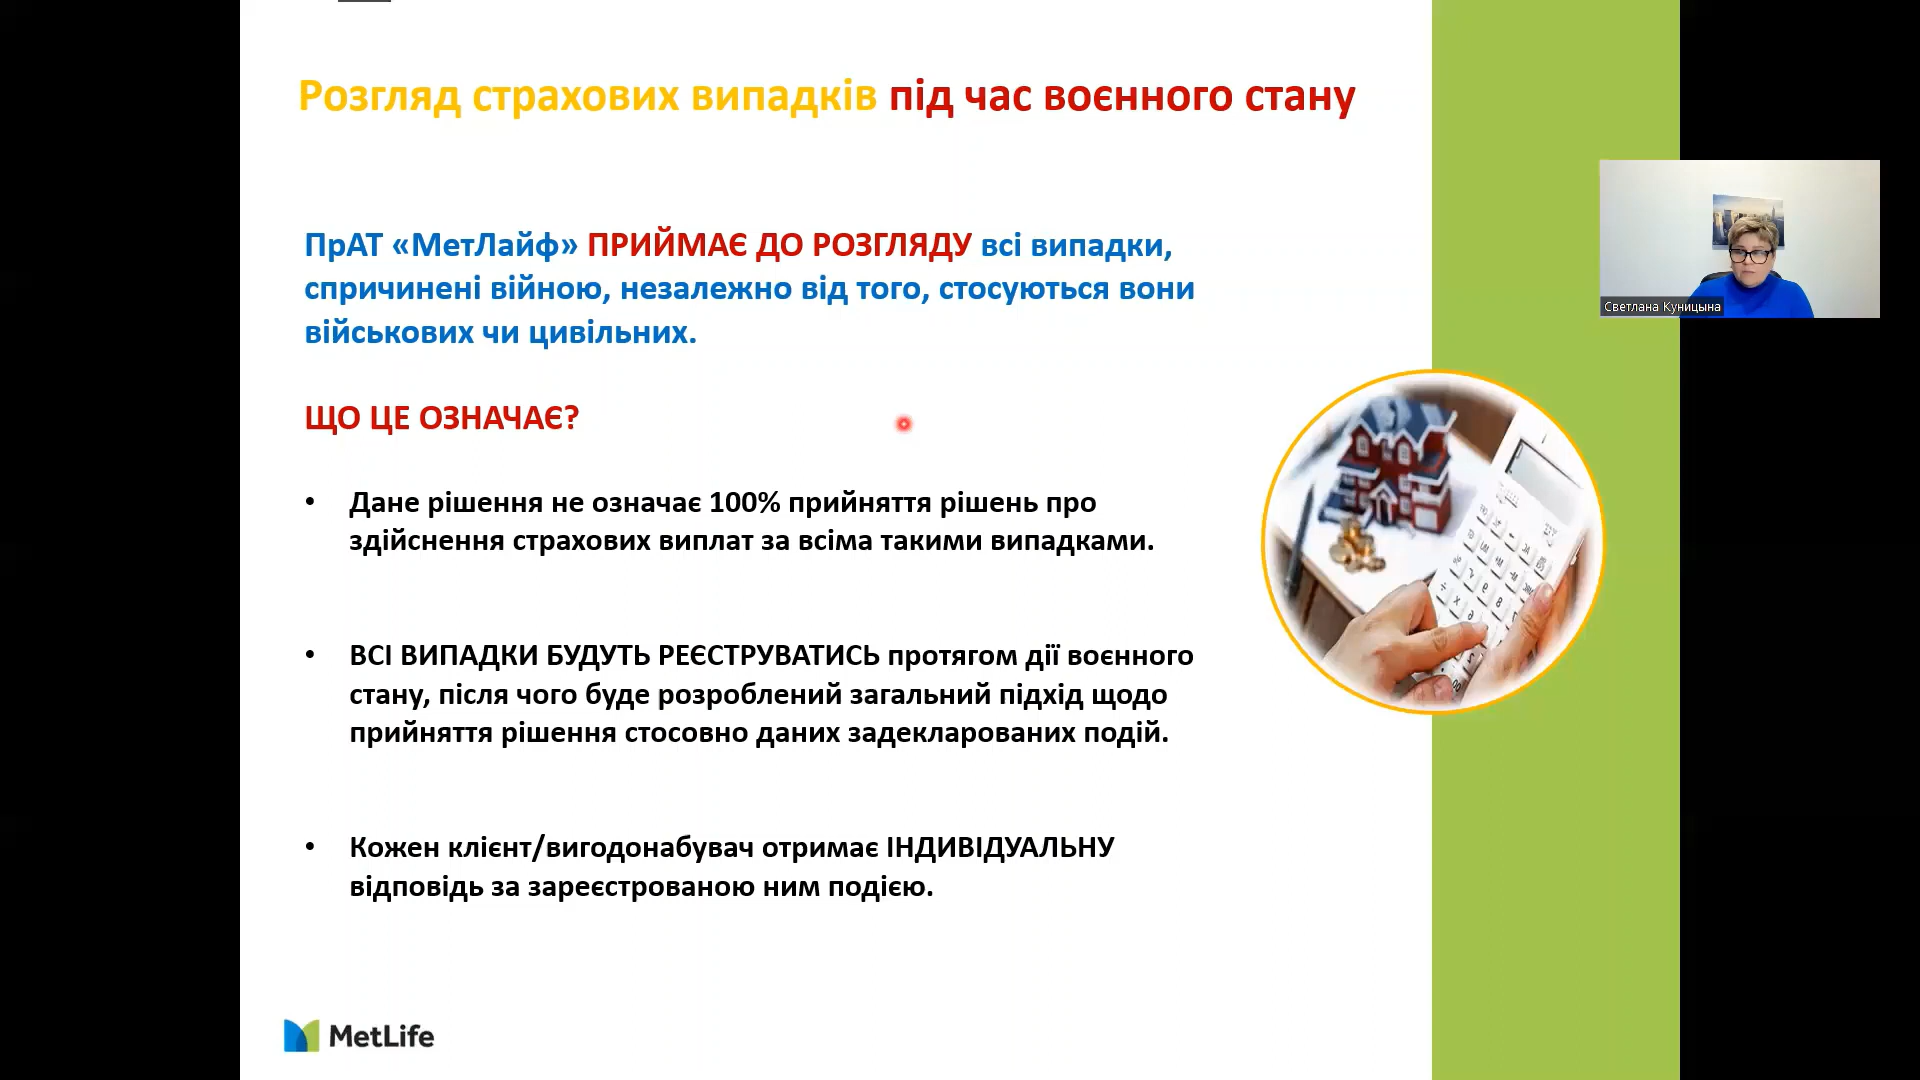 Розгляд страхових випадків під час воєнного стану
ПрАТ «МетЛайф» ПРИЙМАЄ ДО РОЗГЛЯДУ всі випадки,
спричинені війною, незалежно від того, стосуються вони
військових чи цивільних.
Светлана Куницына
ЩО ЦЕ ОЗНАЧАЄ?
• Дане рішення не означає 100% прийняття рішень про
здійснення страхових виплат за всіма такими випадками.
• ВСІ ВИПАДКИ БУДУТЬ РЕЄСТРУВАТИСЬ протягом дії воєнного
стану, після чого буде розроблений загальний підхід щодо
прийняття рішення стосовно даних задекларованих подій.
• Кожен клієнт/вигодонабувач отримає ІНДИВІДУАЛЬНУ
відповідь за зареєстрованою ним подією.
MetLife